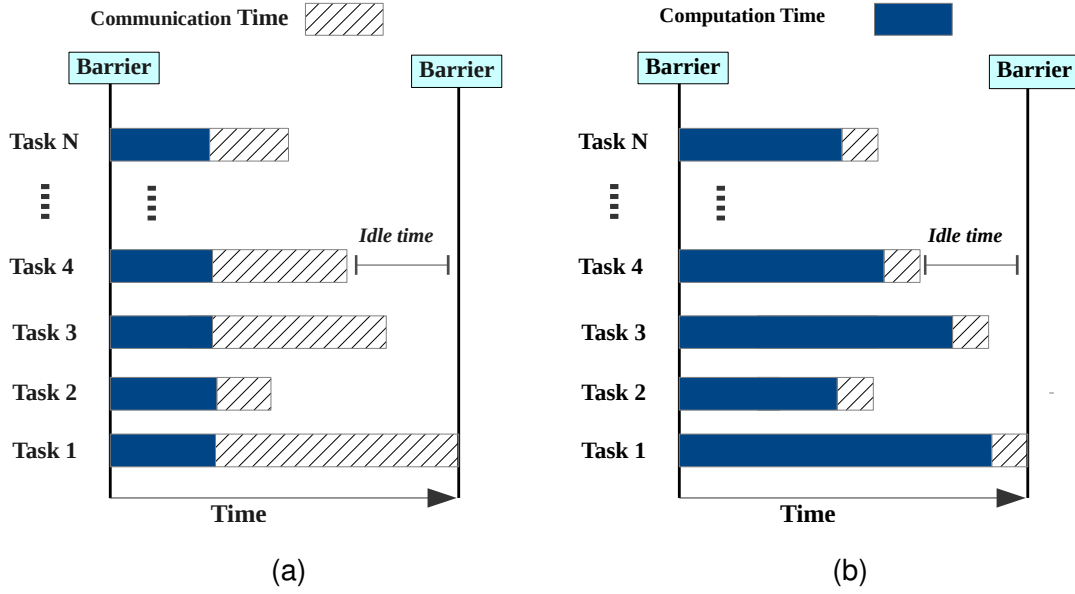 Communication Time
Computation Time
Barrier
Barrier
Barrier
Barrier
Task N
Task N
Idle time
Idle time
Task 4
Task 4
Task 3
Task 3
Task 2
Task 2
Task 1
Task 1
Time
Time
(a)
(b)